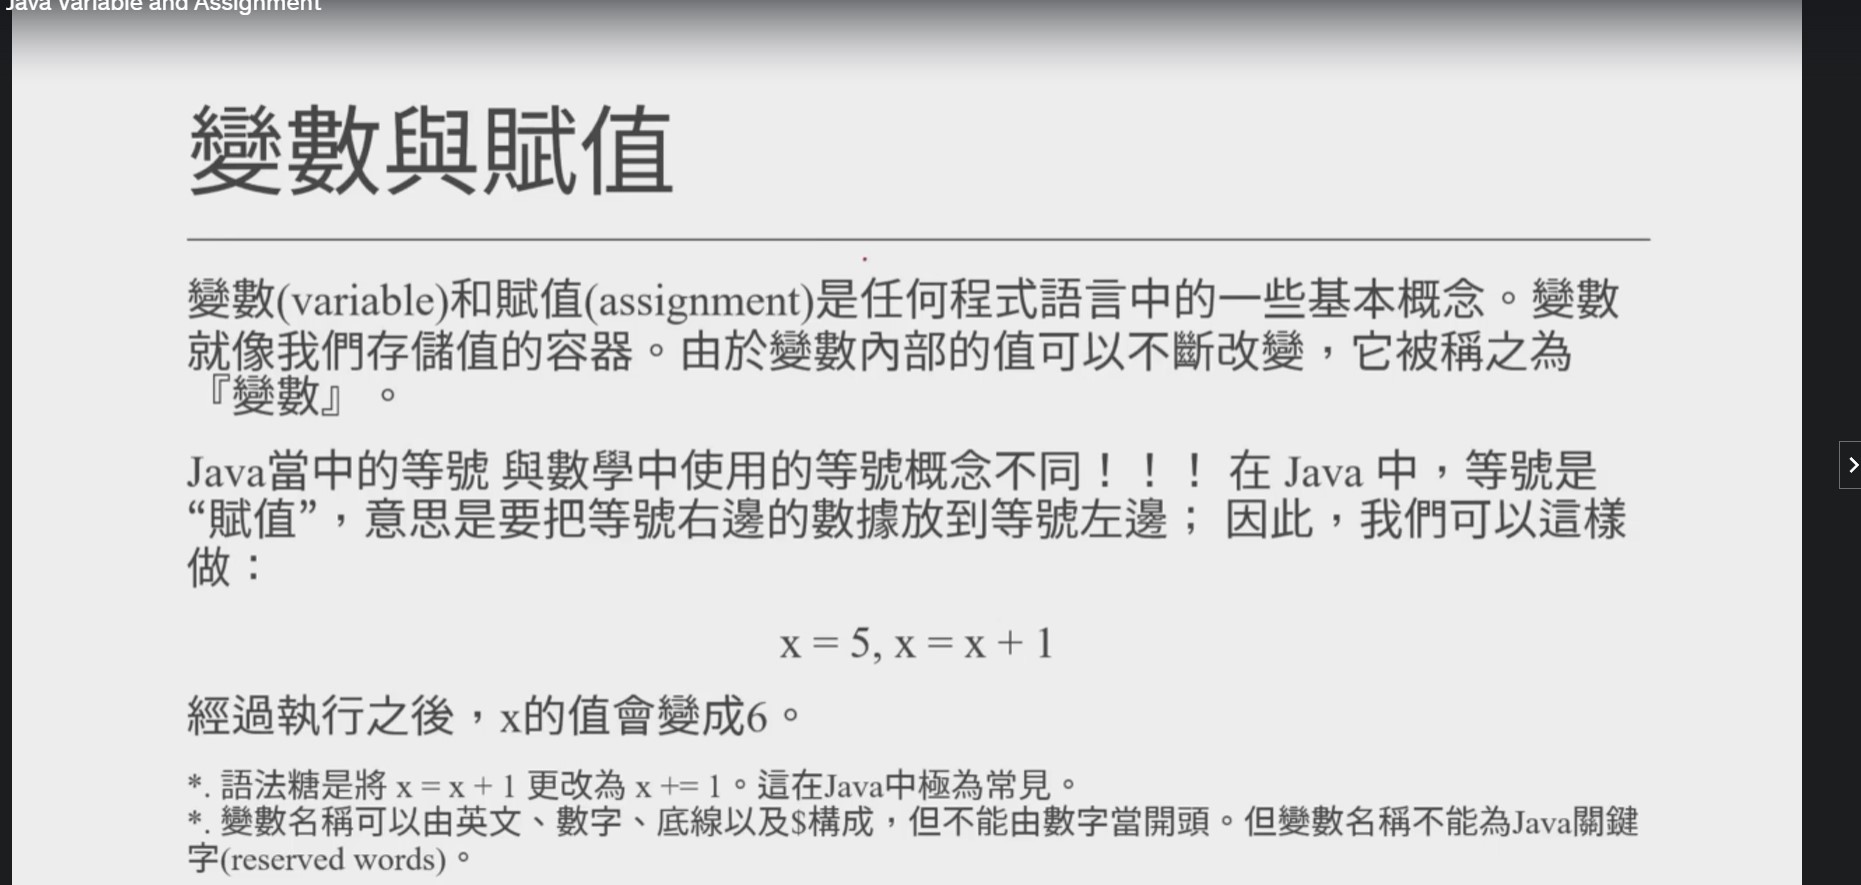 Java Variable and Assignment
變數與賦值
變數(variable)和賦值(assignment)是任何程式語言中的一些基本概念。變數
就像我們存儲值的容器。由於變數內部的值可以不斷改變，它被稱之為
『變數』。
Java當中的等號 與數學中使用的等號概念不同！！！ 在 Java 中，等號是
“賦值”，意思是要把等號右邊的數據放到等號左邊； 因此，我們可以這樣
做：
x = 5, x = x + 1
經過執行之後，x的值會變成6。
*. 語法糖是將 x = x + 1 更改為 x += 1。這在Java中極為常見。
*. 變數名稱可以由英文、數字、底線以及$構成，但不能由數字當開頭。但變數名稱不能為Java關鍵
字(reserved words)。